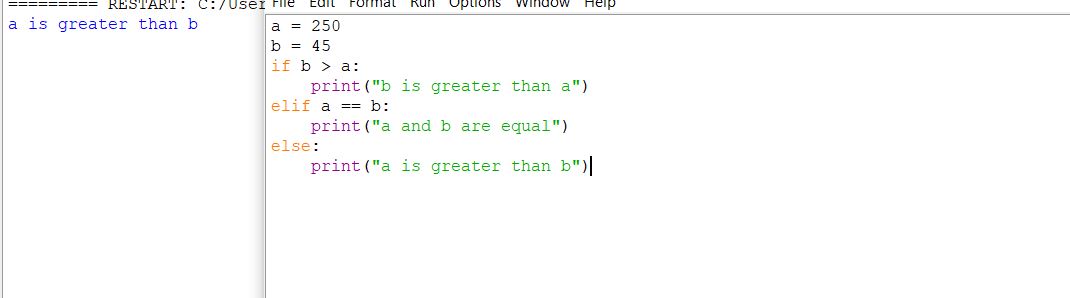 ========= RESTART: C:/User
a is greater than b
File Edit Format Run Options Window Help
a = 250
b = 45
if b > a:
    print("b is greater than a")
elif a == b:
    print("a and b are equal")
else:
    print("a is greater than b")